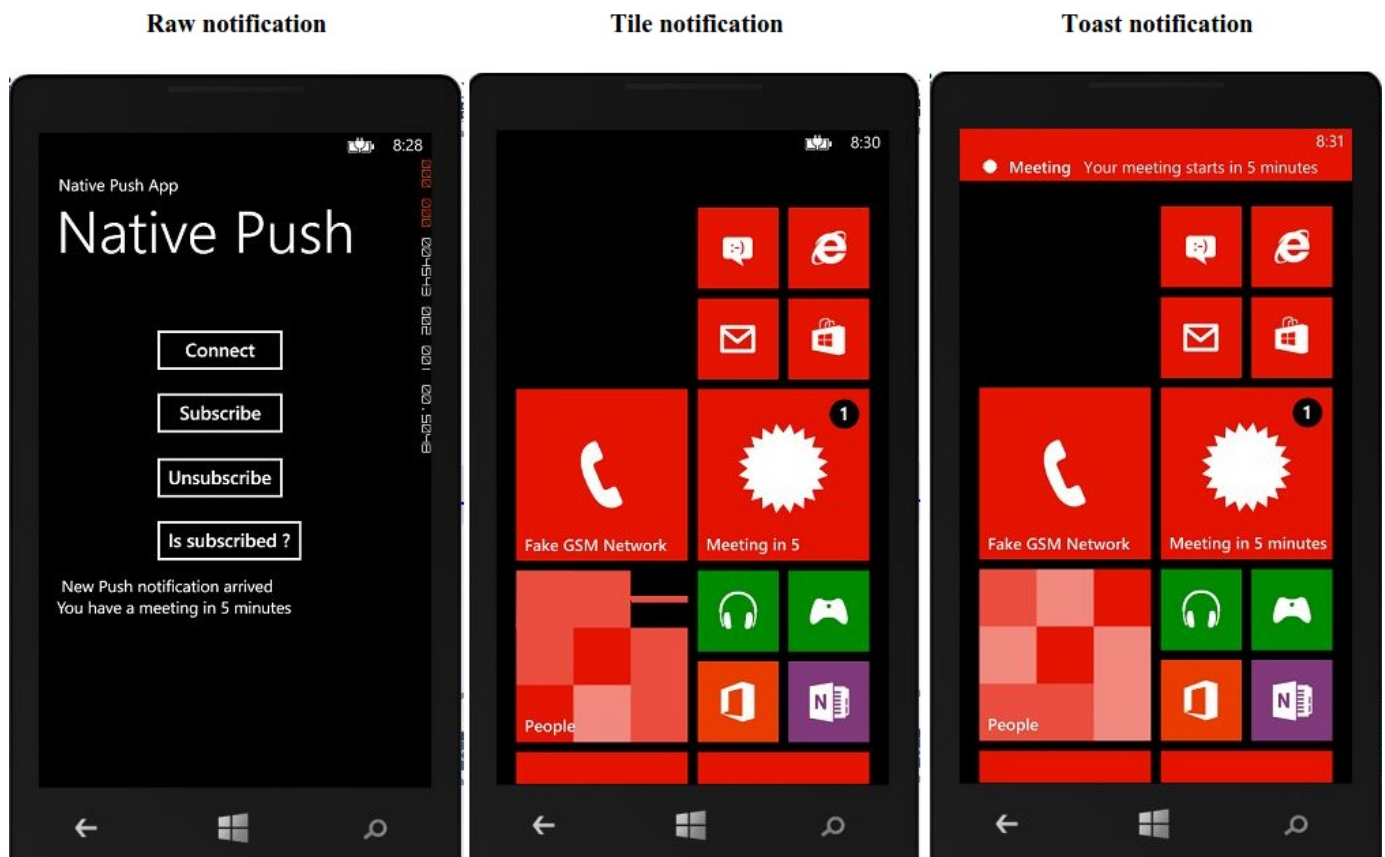 Raw notification
Tile notification
Toast notification
8:28
Native Push App
Native Push
Connect
Subscribe
Unsubscribe
Is subscribed ?
New Push notification arrived
You have a meeting in 5 minutes
8:30
:-)
Fake GSM Network
1
Meeting in 5
People
N
8:31
Meeting Your meeting starts in 5 minutes
:-)
Fake GSM Network
1
Meeting in 5 minutes
People
N